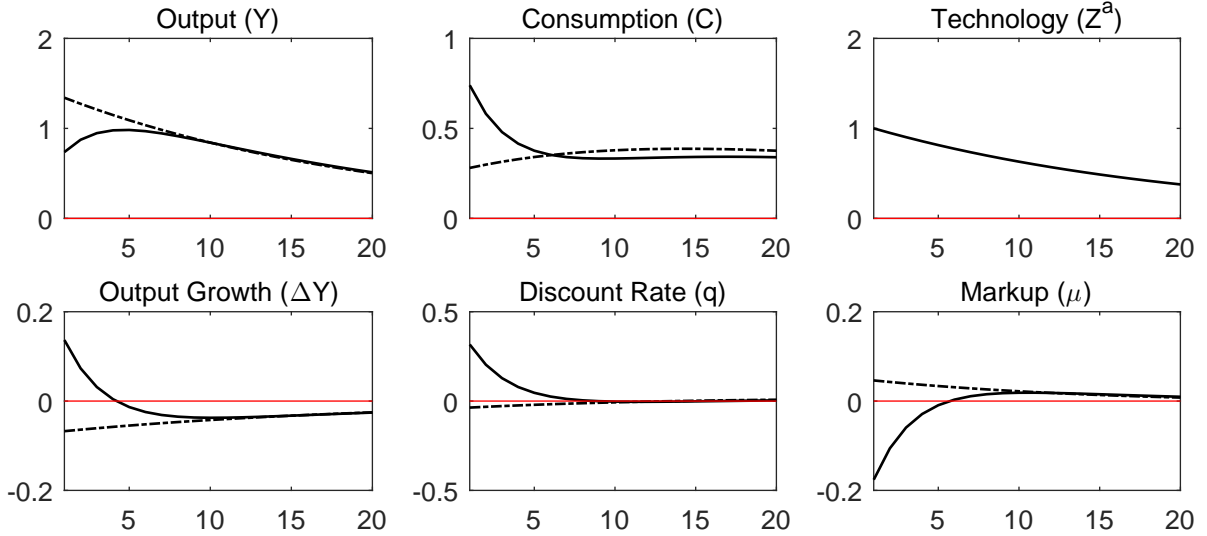 Output (Y)
2
1
0
5 10 15 20
Consumption (C)
1
0.5
0
5 10 15 20
Technology (Z^a)
2
1
0
5 10 15 20
Output Growth (ΔY)
0.2
0
-0.2
5 10 15 20
Discount Rate (q)
0.5
0
-0.5
5 10 15 20
Markup (μ)
0.2
0
-0.2
5 10 15 20